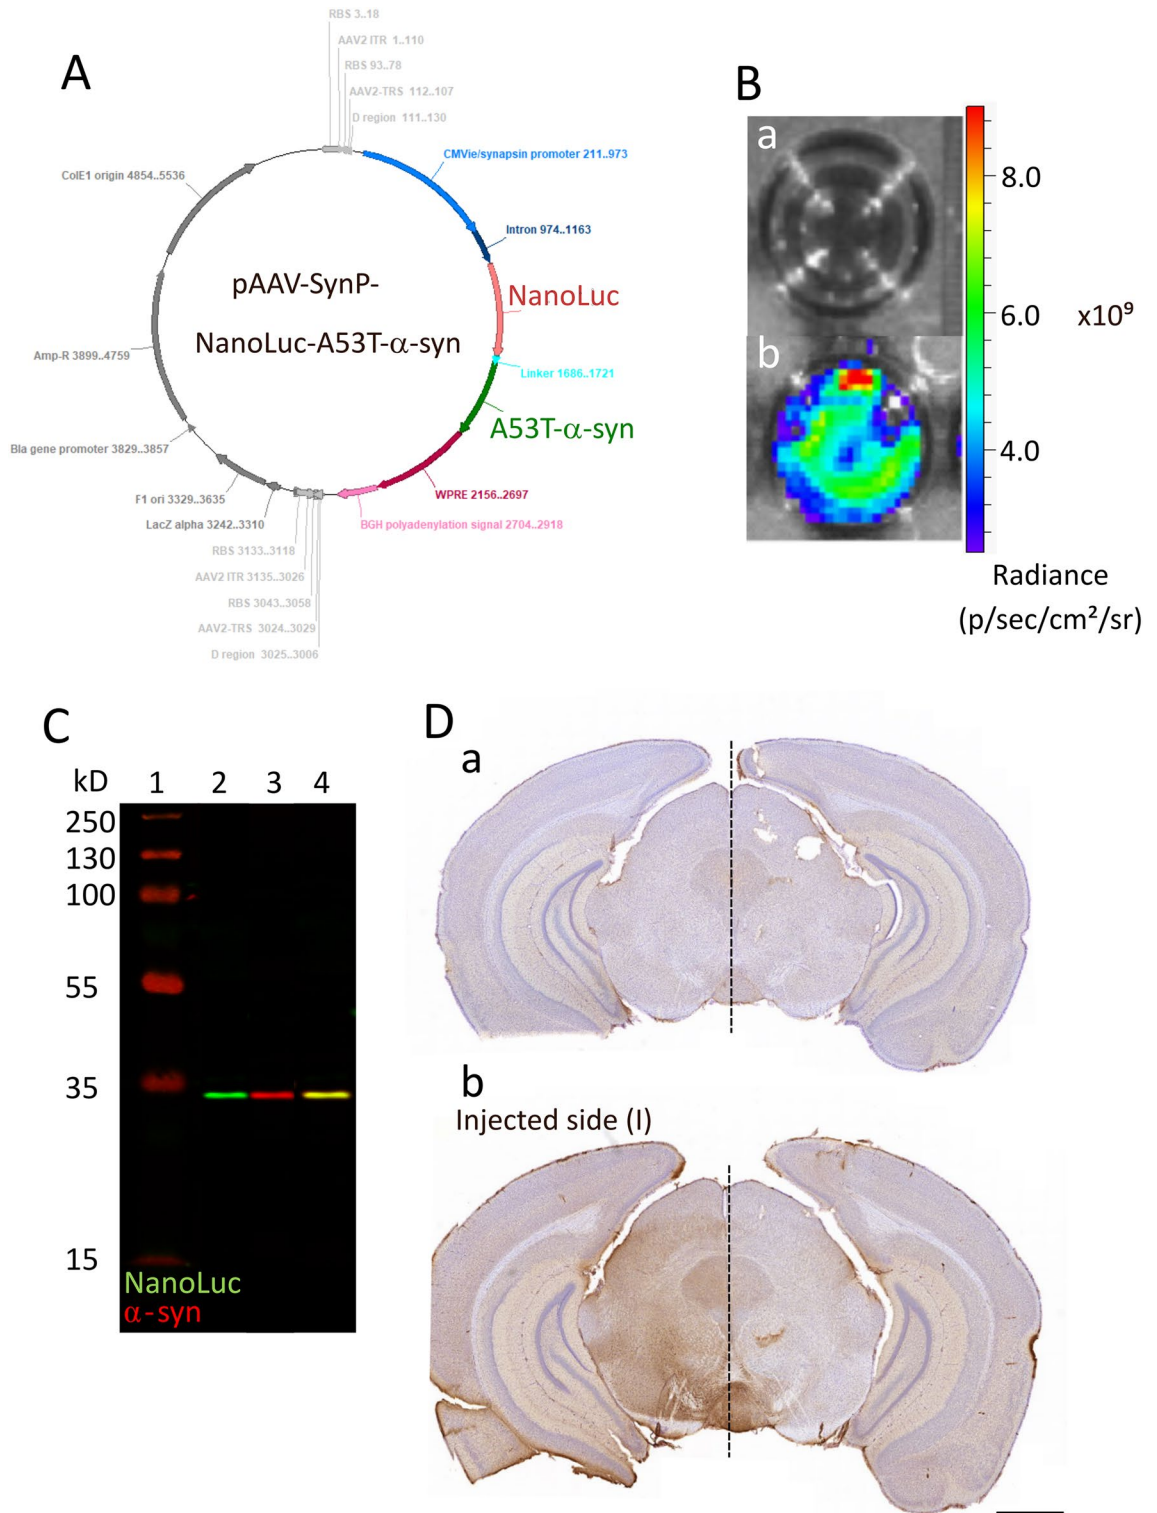 A
RBS 3..18
AAV2 ITR 1..110
RBS 93..78
AAV2-TRS 112..107
D region 111..130
CMVie/synapsin promoter 211..973
Intron 974..1163
NanoLuc
Linker 1686..1721
A53T-α-syn
WPRE 2156..2697
BGH polyadenylation signal 2704..2918
ColE1 origin 4854..5536
Amp-R 3899..4759
Bla gene promoter 3829..3857
F1 ori 3329..3635
LacZ alpha 3242..3310
RBS 3133..3118
AAV2 ITR 3135..3026
RBS 3043..3058
AAV2-TRS 3024..3029
D region 3025..3006
pAAV-SynP-
NanoLuc-A53T-α-syn
B
a
b
8.0
6.0
x10⁹
4.0
Radiance
(p/sec/cm²/sr)
C
kD 1 2 3 4
250
130
100
55
35
15
NanoLuc
α-syn
D
a
b
Injected side (I)